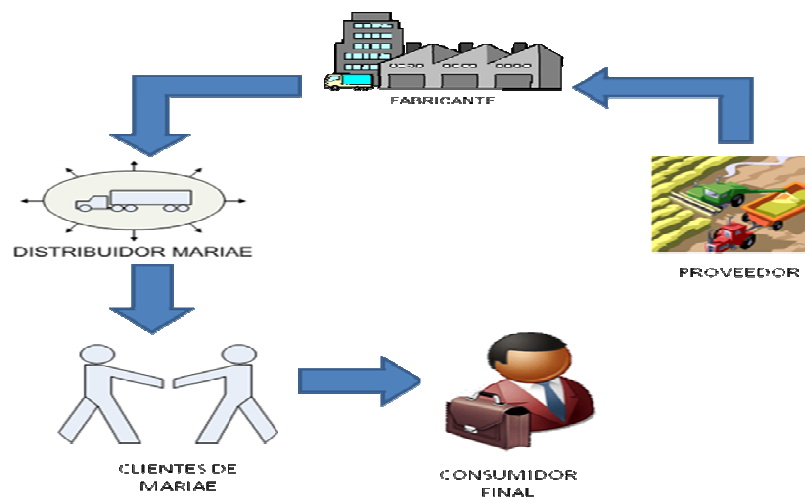 FABRICANTE
DISTRIBUIDOR MARIAE
PROVEEDOR
CLIENTES DE
MARIAE
CONSUMIDOR
FINAL